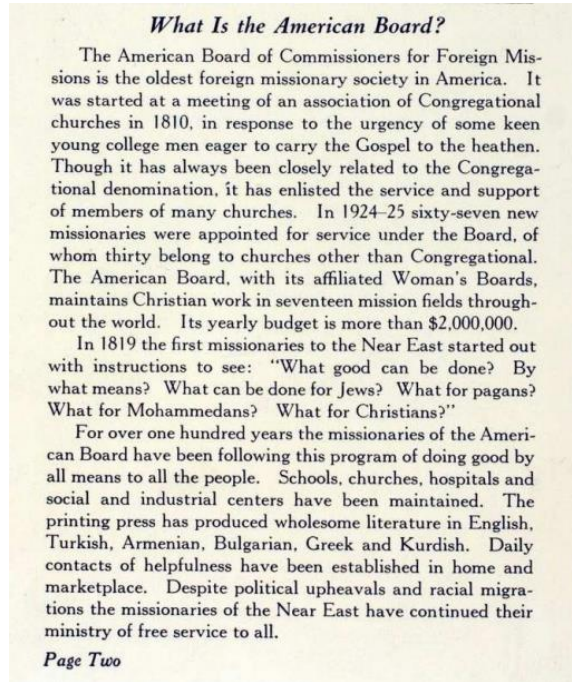 What Is the American Board?
The American Board of Commissioners for Foreign Mis-
sions is the oldest foreign missionary society in America. It
was started at a meeting of an association of Congregational
churches in 1810, in response to the urgency of some keen
young college men eager to carry the Gospel to the heathen.
Though it has always been closely related to the Congrega-
tional denomination, it has enlisted the service and support
of members of many churches. In 1924-25 sixty-seven new
missionaries were appointed for service under the Board, of
whom thirty belong to churches other than Congregational.
The American Board, with its affiliated Woman's Boards,
maintains Christian work in seventeen mission fields through-
out the world. Its yearly budget is more than $2,000,000.
In 1819 the first missionaries to the Near East started out
with instructions to see: "What good can be done? By
what means? What can be done for Jews? What for pagans?
What for Mohammedans? What for Christians?"
For over one hundred years the missionaries of the Ameri-
can Board have been following this program of doing good by
all means to all the people. Schools, churches, hospitals and
social and industrial centers have been maintained. The
printing press has produced wholesome literature in English,
Turkish, Armenian, Bulgarian, Greek and Kurdish. Daily
contacts of helpfulness have been established in home and
marketplace. Despite political upheavals and racial migra-
tions the missionaries of the Near East have continued their
ministry of free service to all.
Page Two